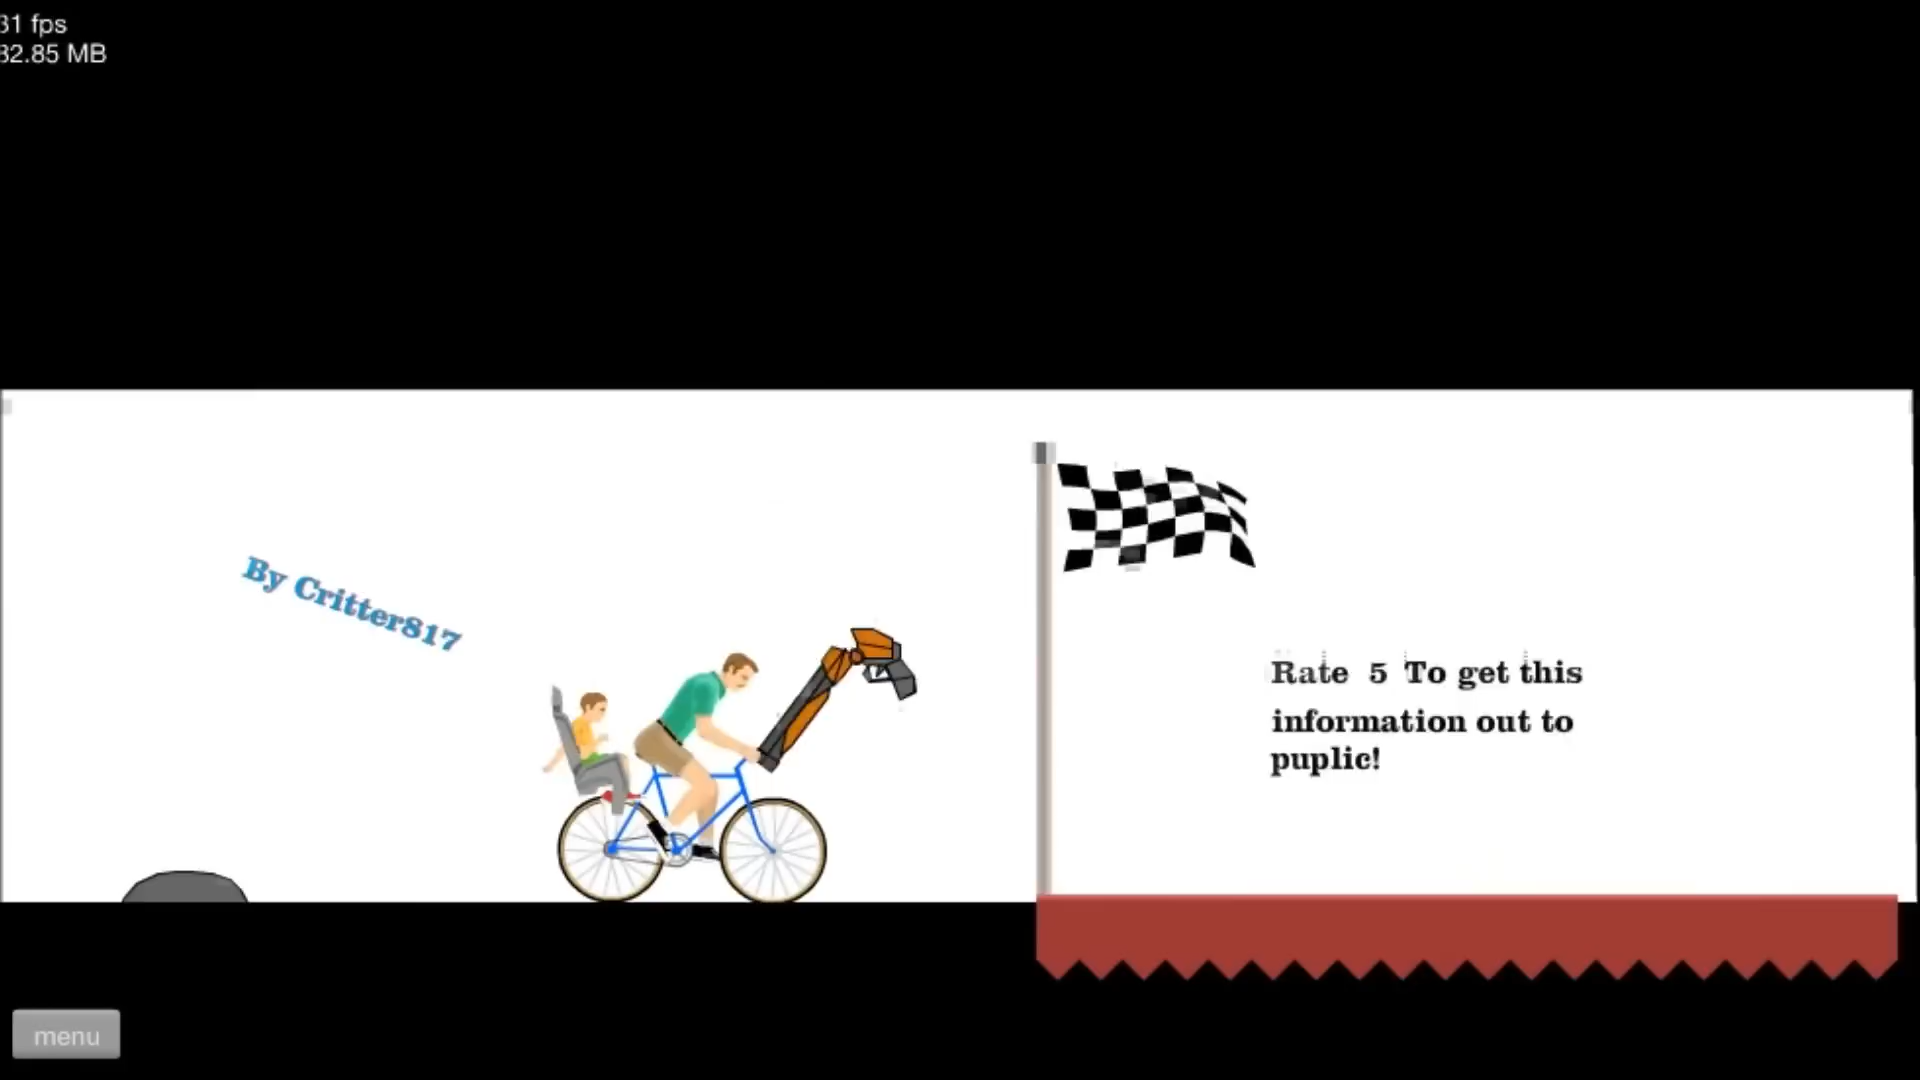 31 fps
32.85 MB
By Critter817
Rate 5 To get this
information out to
puplic!
menu